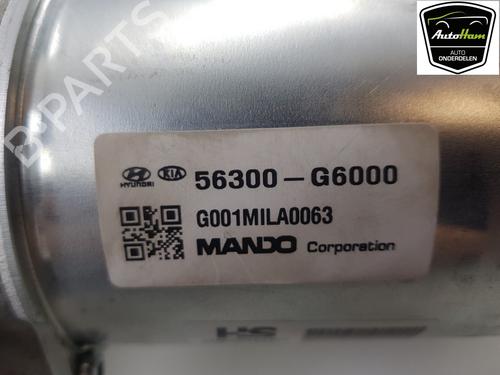 AutoHam
AUTO
ONDERDELEN
B-PARTS
HYUNDAI KIA 56300-G6000
G001MILA0063
MANDO Corporation